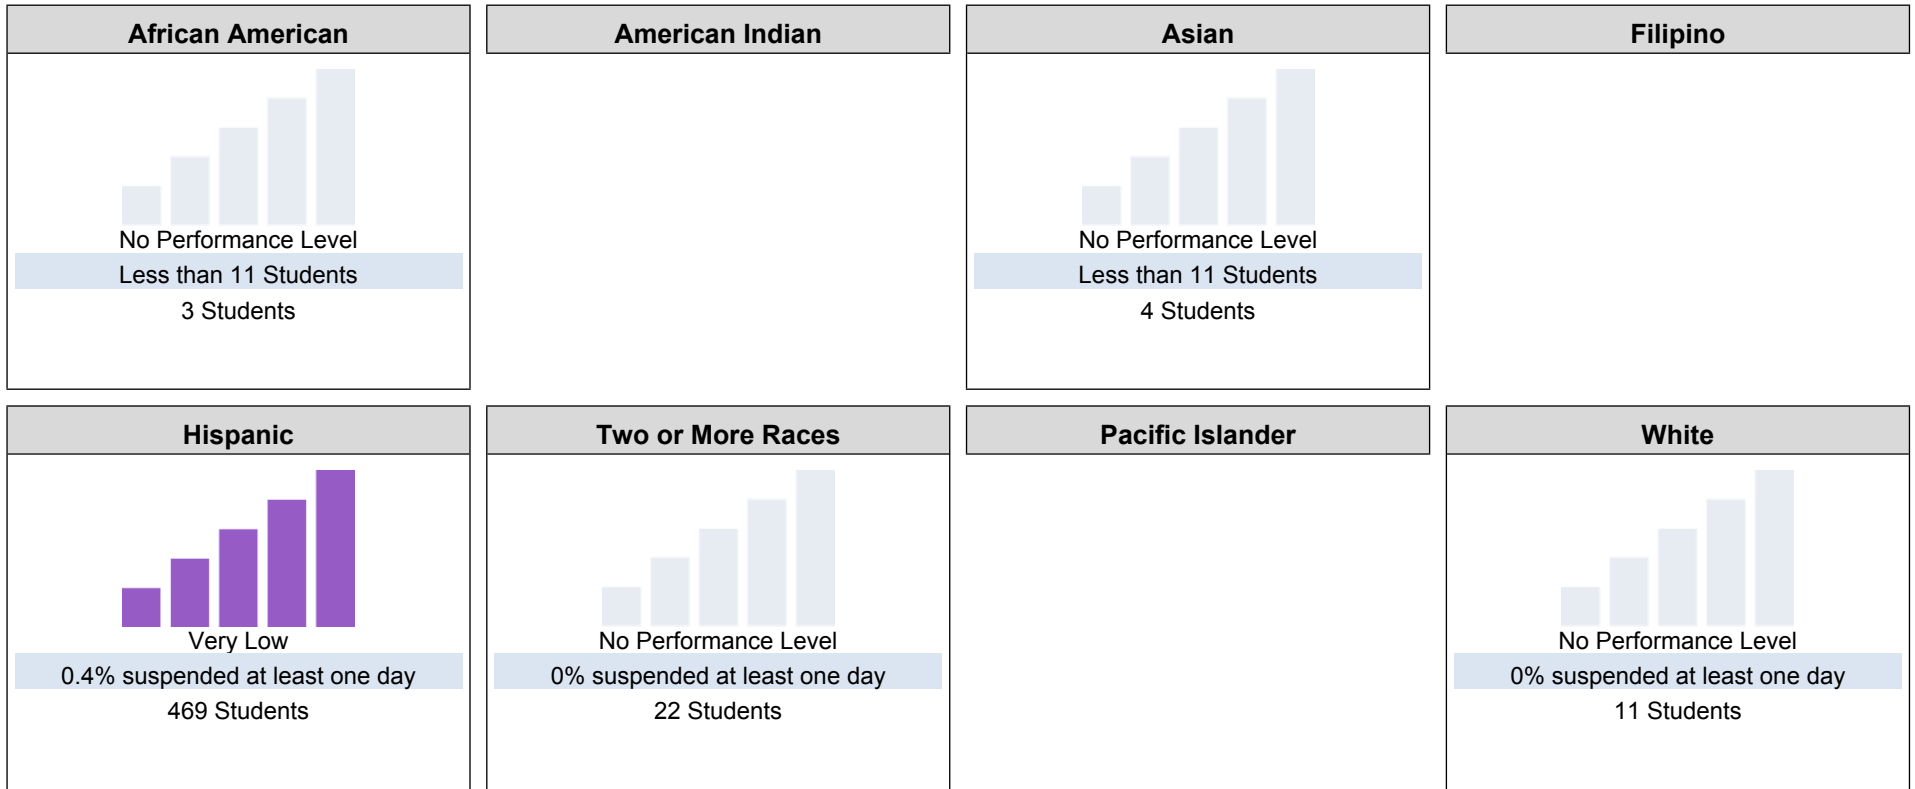 African American
American Indian
Asian
Filipino
No Performance Level
Less than 11 Students
3 Students
No Performance Level
Less than 11 Students
4 Students
Hispanic
Two or More Races
Pacific Islander
White
Very Low
0.4% suspended at least one day
469 Students
No Performance Level
0% suspended at least one day
22 Students
No Performance Level
0% suspended at least one day
11 Students